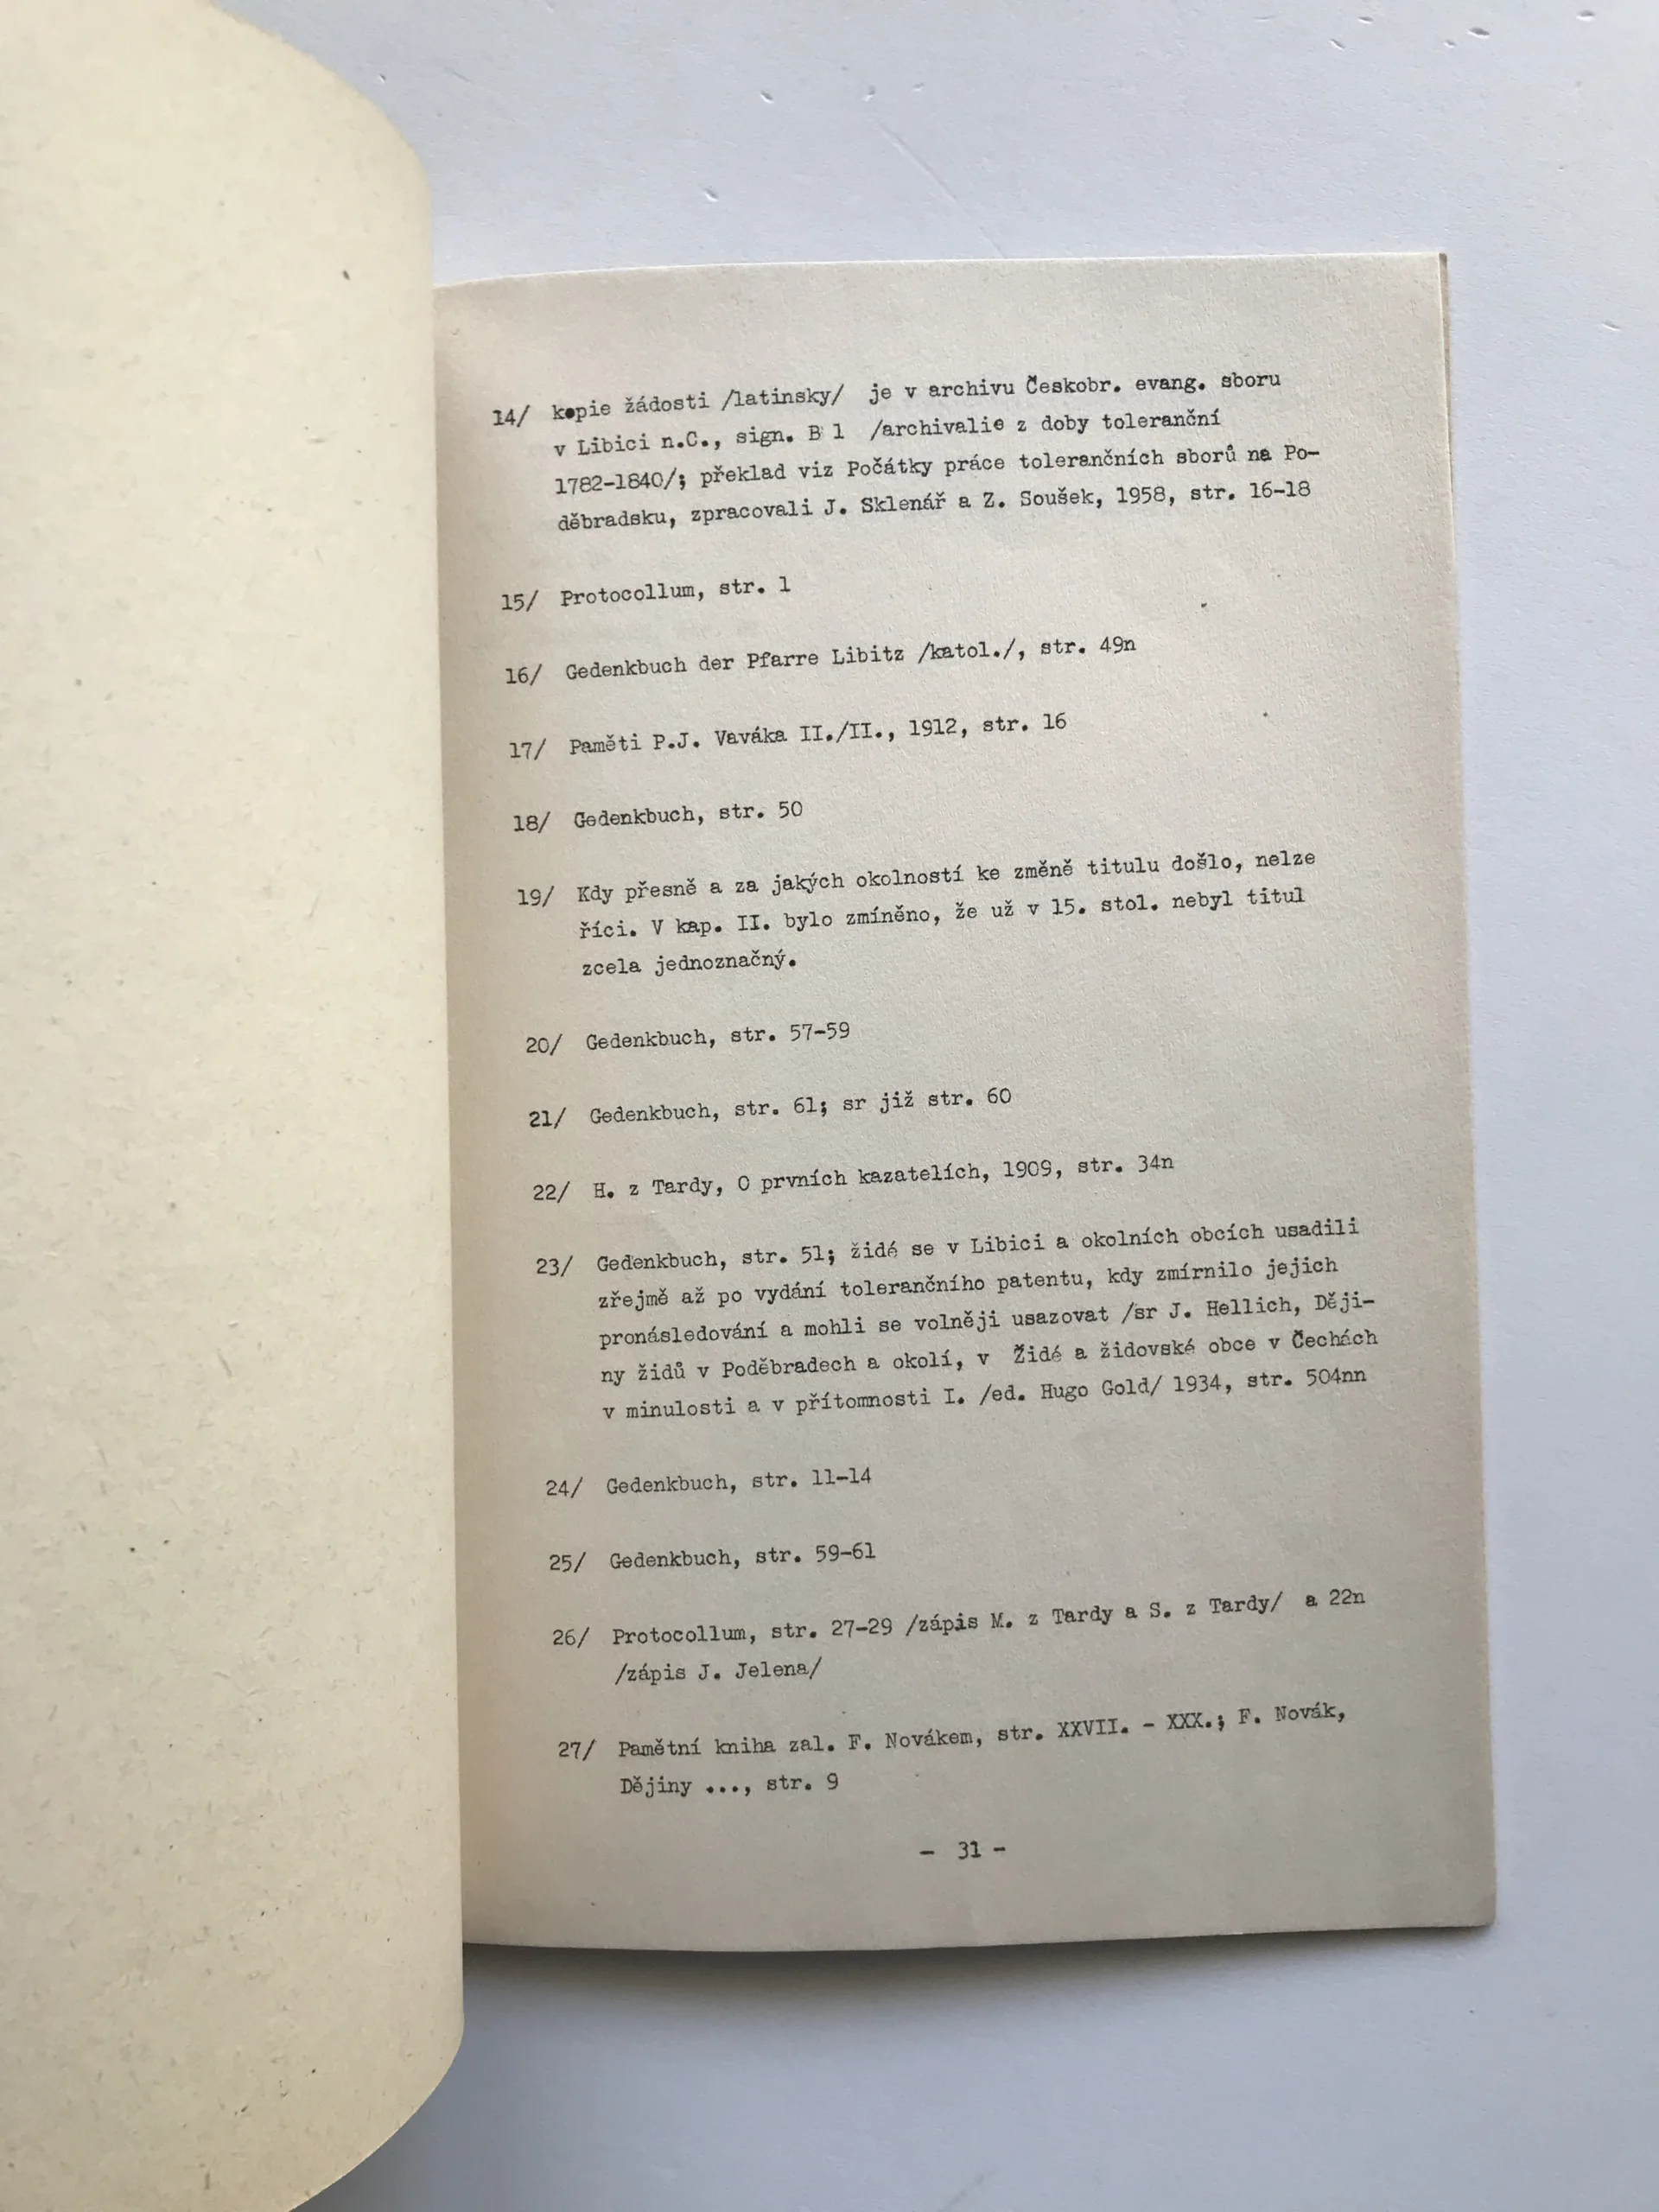 14/ kopie žádosti /latinsky/ je v archivu Českobr. evang. sboru
v Libici n.C., sign. B 1 /archivalie z doby toleranční
1782-1840/; překlad viz Počátky práce tolerančních sborů na Po-
děbradsku, zpracovali J. Sklenář a Z. Soušek, 1958, str. 16-18
15/ Protocollum, str. 1
16/ Gedenkbuch der Pfarre Libitz /katol./, str. 49n
17/ Paměti P.J. Vaváka II./II., 1912, str. 16
18/ Gedenkbuch, str. 50
19/ Kdy přesně a za jakých okolností ke změně titulu došlo, nelze
říci. V kap. II. bylo zmíněno, že už v 15. stol. nebyl titul
zcela jednoznačný.
20/ Gedenkbuch, str. 57-59
21/ Gedenkbuch, str. 61; sr již str. 60
22/ H. z Tardy, O prvních kazatelích, 1909, str. 34n
23/ Gedenkbuch, str. 51; židé se v Libici a okolních obcích usadili
zřejmě až po vydání tolerančního patentu, kdy zmírnilo jejich
pronásledování a mohli se volněji usazovat /sr J. Hellich, Ději-
ny židů v Poděbradech a okolí, v Židé a židovské obce v Čechách
v minulosti a v přítomnosti I. /ed. Hugo Gold/ 1934, str. 504nn
24/ Gedenkbuch, str. 11-14
25/ Gedenkbuch, str. 59-61
26/ Protocollum, str. 27-29 /zápis M. z Tardy a S. z Tardy/ a 22n
/zápis J. Jelena/
27/ Pamětní kniha zal. F. Novákem, str. XXVII. - XXX.; F. Novák,
Dějiny ..., str. 9
- 31 -